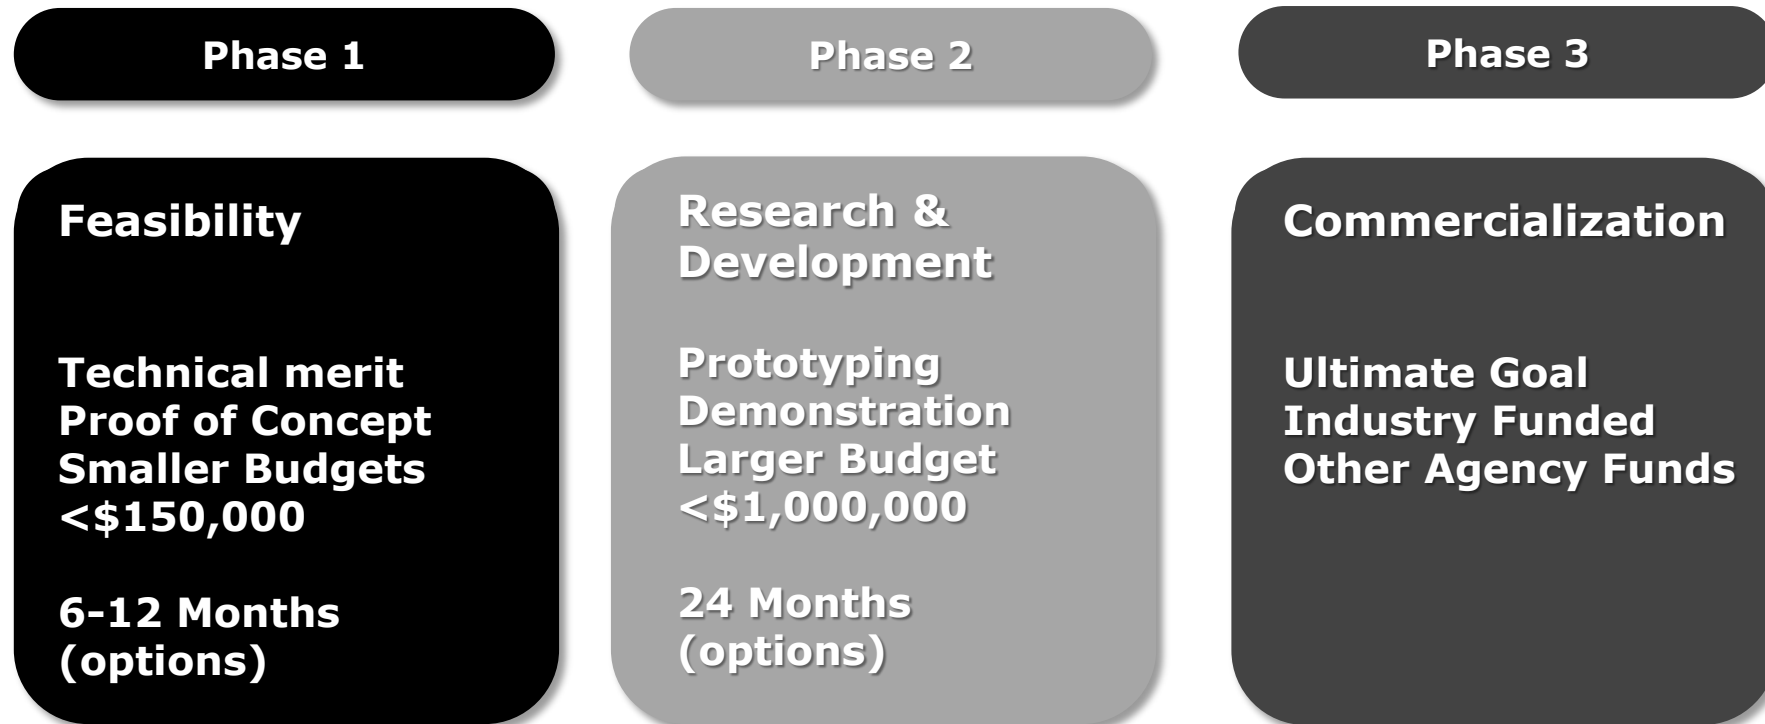 Phase 1
Phase 2
Phase 3
Feasibility
Technical merit
Proof of Concept
Smaller Budgets
<$150,000
6-12 Months
(options)
Research &
Development
Prototyping
Demonstration
Larger Budget
<$1,000,000
24 Months
(options)
Commercialization
Ultimate Goal
Industry Funded
Other Agency Funds